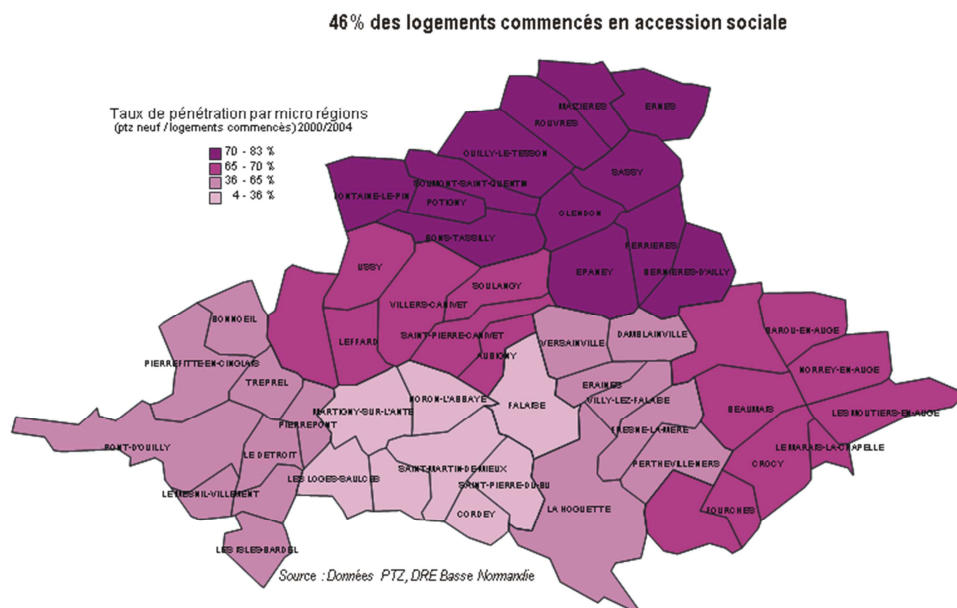 46% des logements commencés en accession sociale
Taux de pénétration par micro régions
(ptz neuf / logements commencés) 2000/2004
70 - 83 %
65 - 70 %
36 - 65 %
4 - 36 %
MAIZIERES
ERNES
ROUVRES
OUILLY-LE-TESSON
SASSY
SOUMONT-SAINT-QUENTIN
FONTAINE-LE-PIN
POTIGNY
OLENDON
BONS-TASSILLY
PERRIERES
USSY
EPANEY
BERNIERES-D'AILLY
SOULANGY
VILLERS-CANIVET
BONNOEIL
DAMBLAINVILLE
BAROU-EN-AUGE
SAINT-PIERRE-CANIVET
LEFFARD
VERSAINVILLE
AUBIGNY
PIERREFITTE-EN-CINGLAIS
NORREY-EN-AUGE
TREPREL
ERAINES
NORON-L'ABBAYE
VILLY-LEZ-FALAISE
FALAISE
BEAUMAIS
MARTIGNY-SUR-L'ANTE
LES MOUTIERS-EN-AUGE
PIERREPONT
FRESNE-LA-MERE
PONT-D'OUILLY
LE MARAIS-LA-CHAPELLE
LE DETROIT
PERTHEVILLE-NERS
CROCY
SAINT-MARTIN-DE-MIEUX
LES LOGES-SAULCES
SAINT-PIERRE-DU-BU
LE MESNIL-VILLEMENT
LA HOGUETTE
FOURCHES
CORDEY
LES ISLES-BARDEL
Source : Données PTZ, DRE Basse Normandie